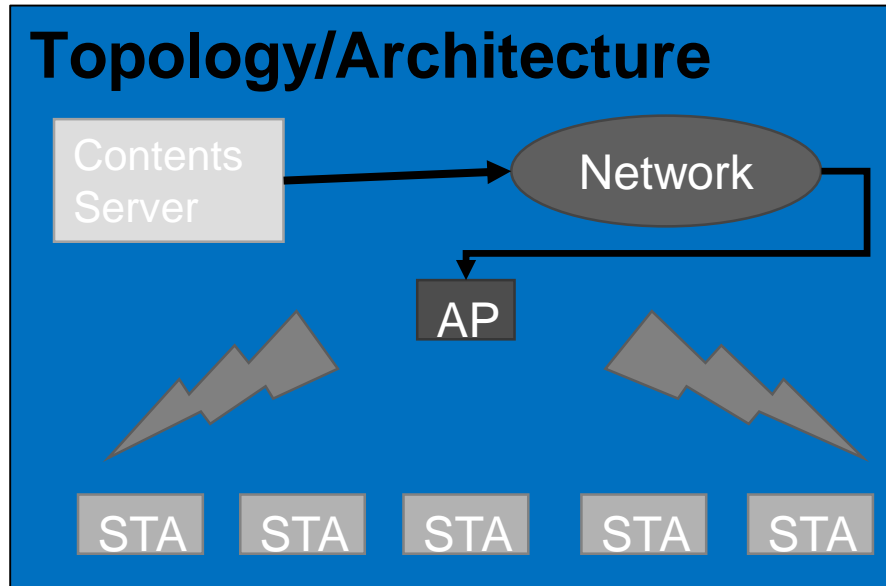 Topology/Architecture
Contents
Server
Network
AP
STA
STA
STA
STA
STA